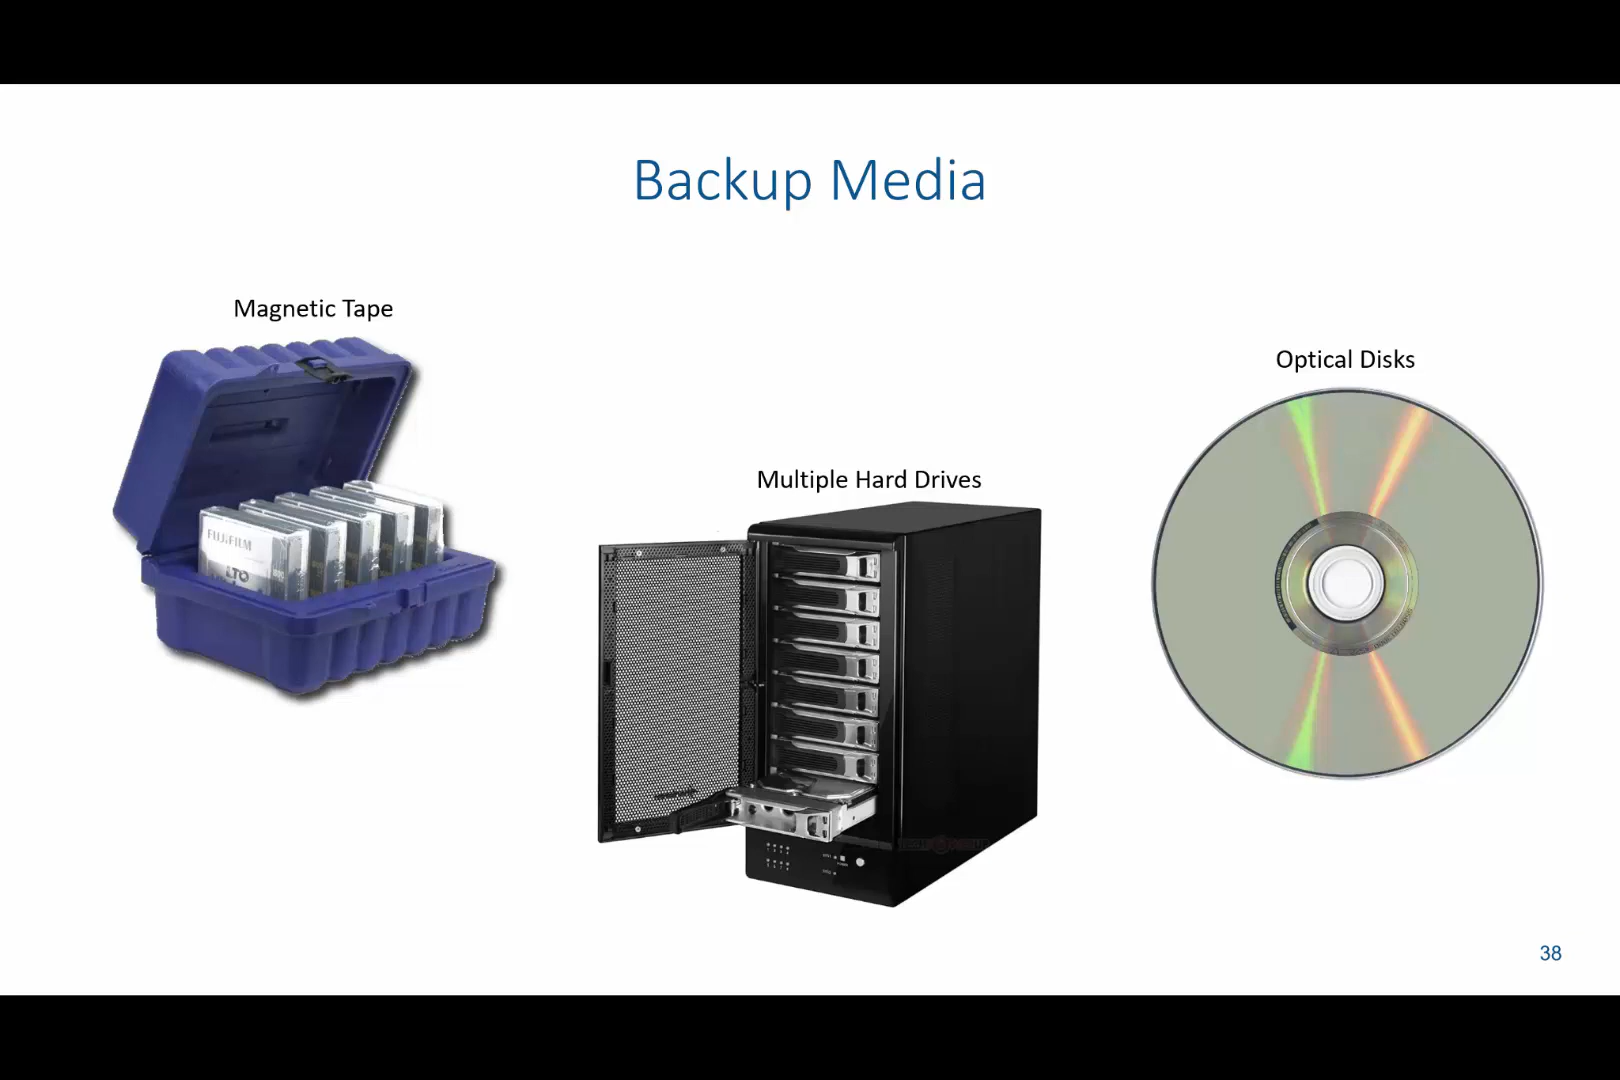 Backup Media
Magnetic Tape
Optical Disks
Multiple Hard Drives
FUJIFILM
LTO
38